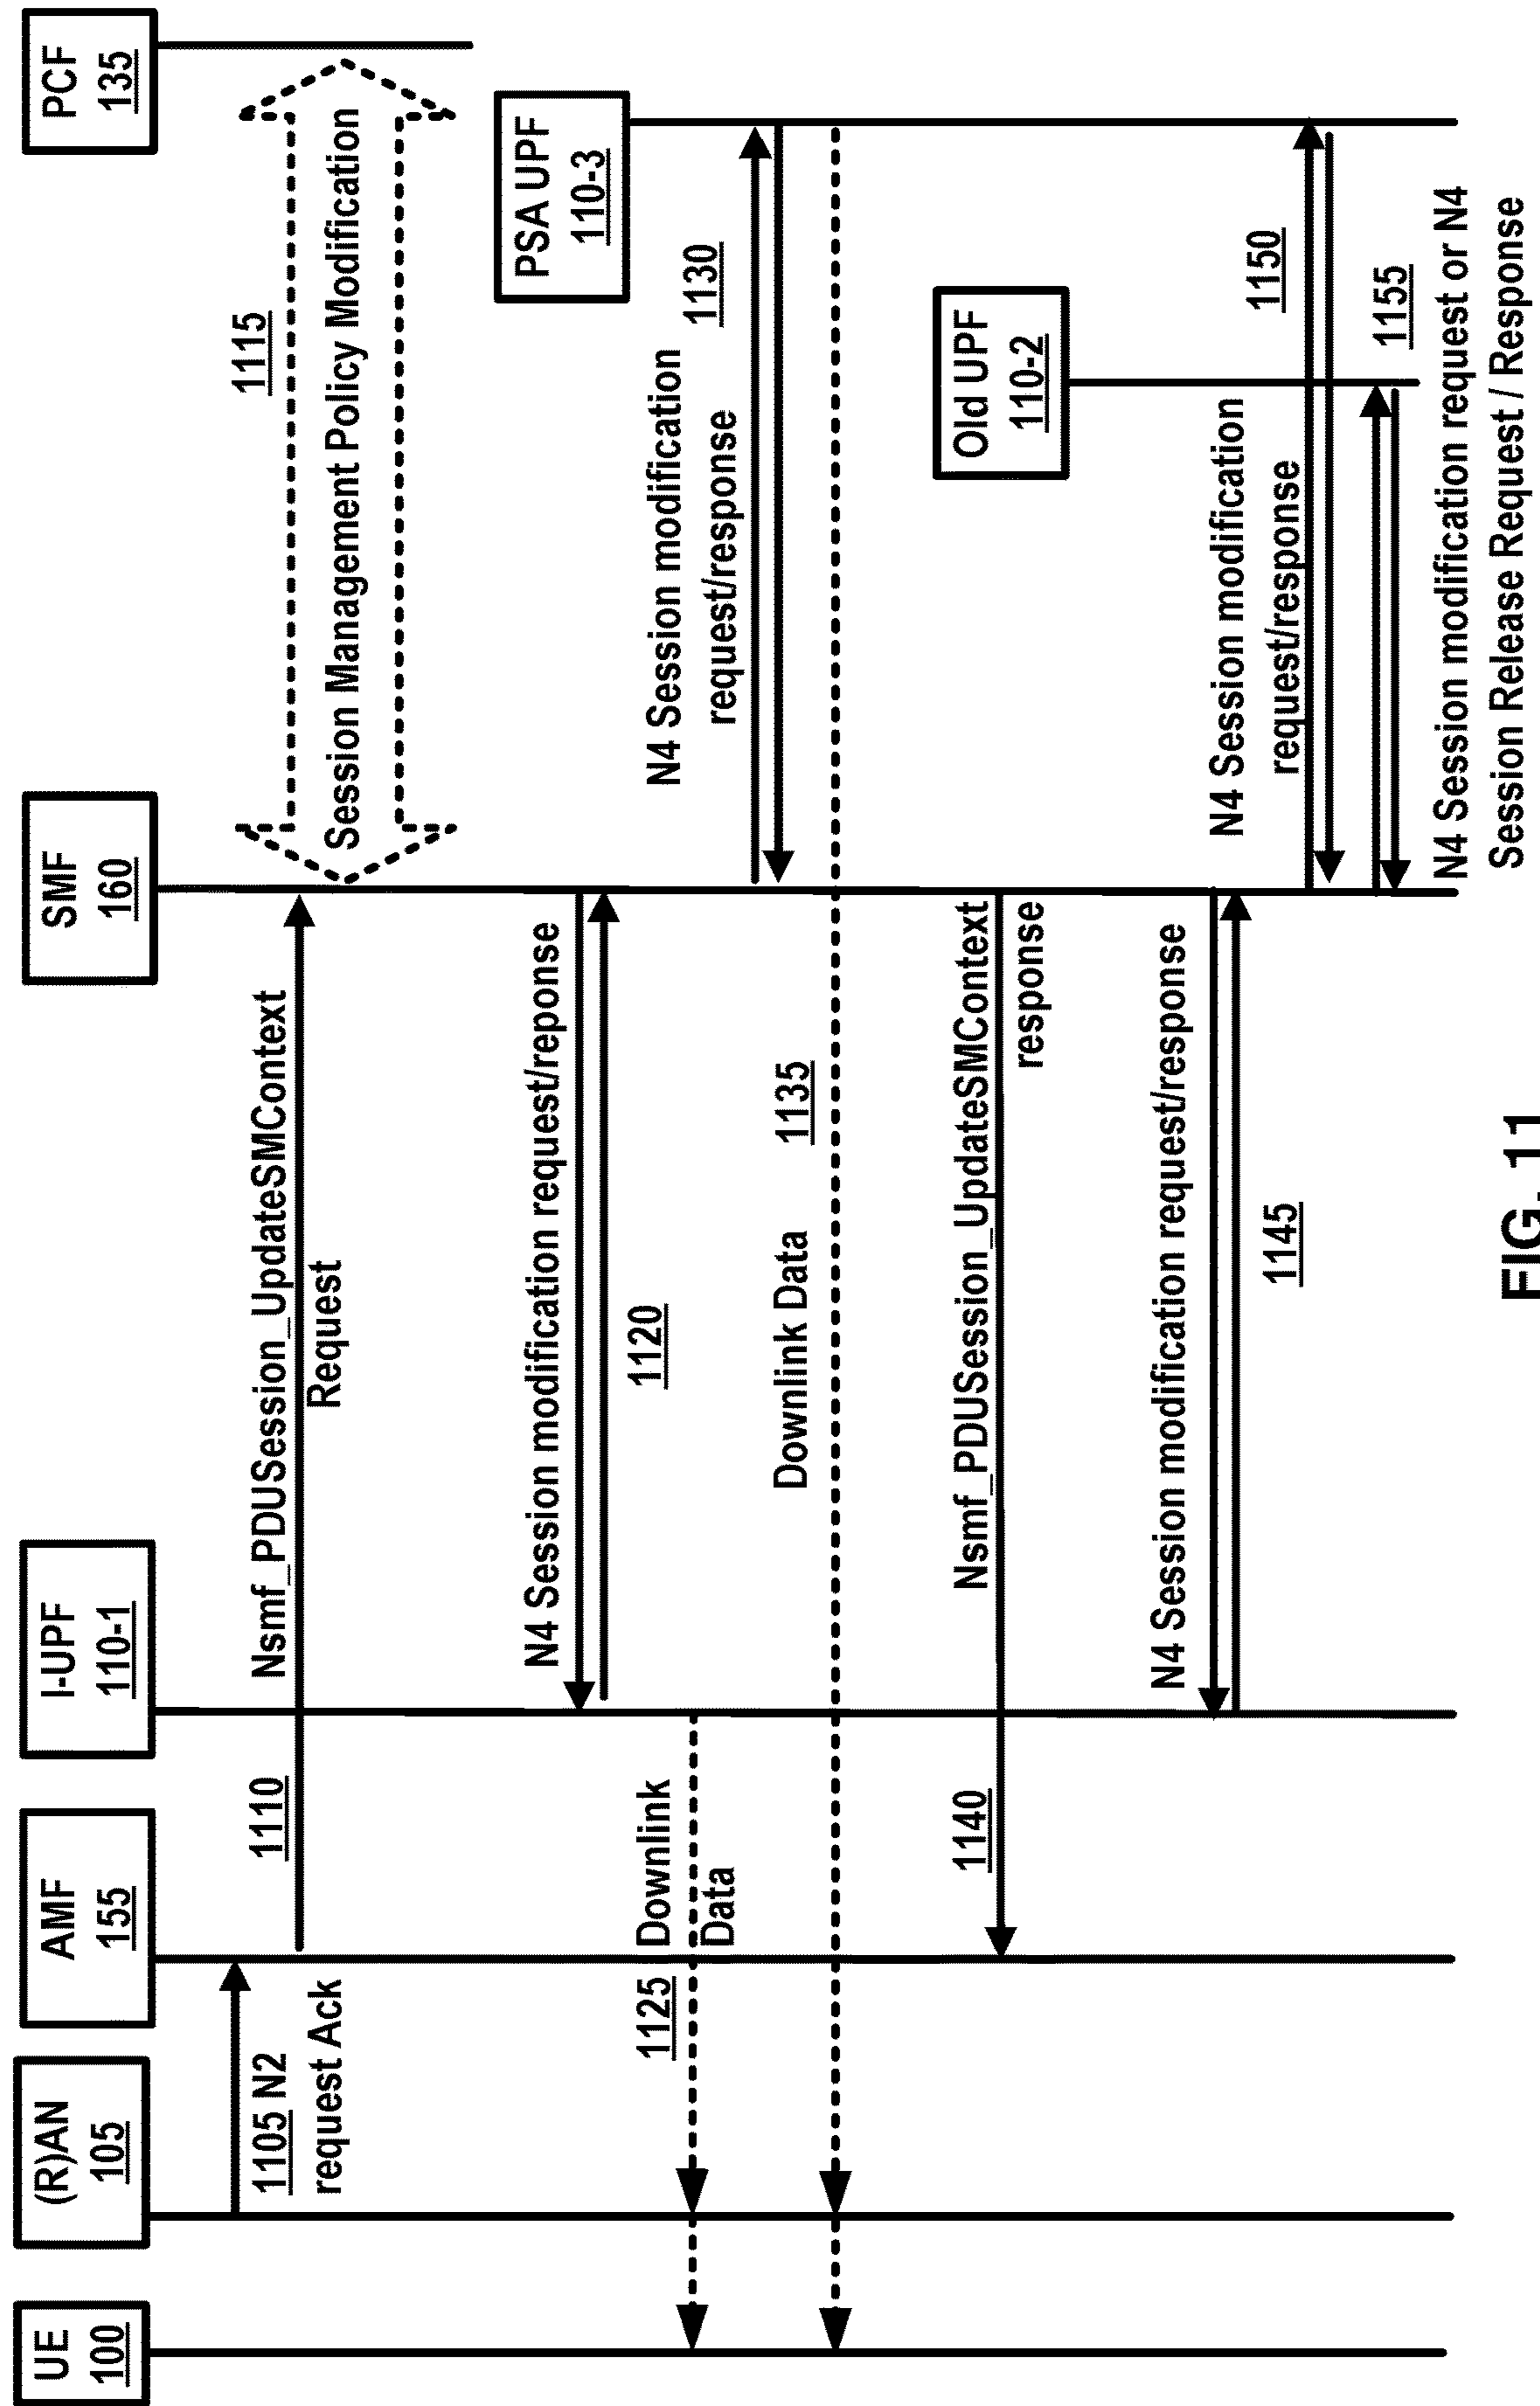 UE
100
(R)AN
105
AMF
155
I-UPF
110-1
SMF
160
PCF
135
1105 N2
request Ack
1110
Nsmf_PDUSession_UpdateSMContext
Request
1115
Session Management Policy Modification
N4 Session modification request/reponse
1120
PSA UPF
110-3
1125
Downlink
Data
N4 Session modification
request/response
1130
Downlink Data
1135
Old UPF
110-2
1140
Nsmf_PDUSession_UpdateSMContext
response
N4 Session modification request/response
1145
N4 Session modification
request/response
1150
1155
N4 Session modification request or N4
Session Release Request / Response
FIG. 11